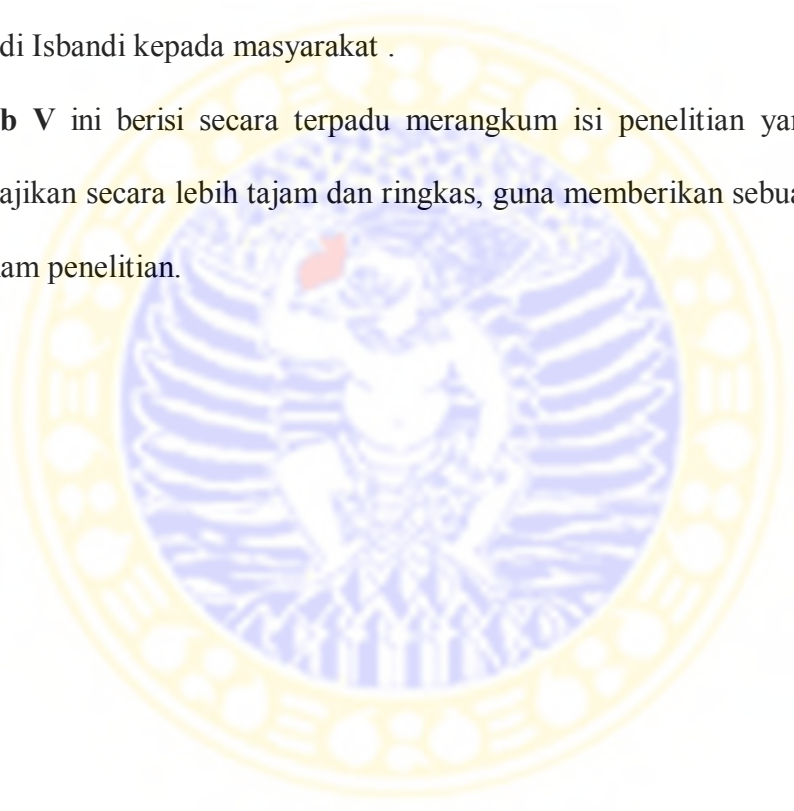 di Isbandi kepada masyarakat .
b V ini berisi secara terpadu merangkum isi penelitian yan
ajikan secara lebih tajam dan ringkas, guna memberikan sebua
am penelitian.